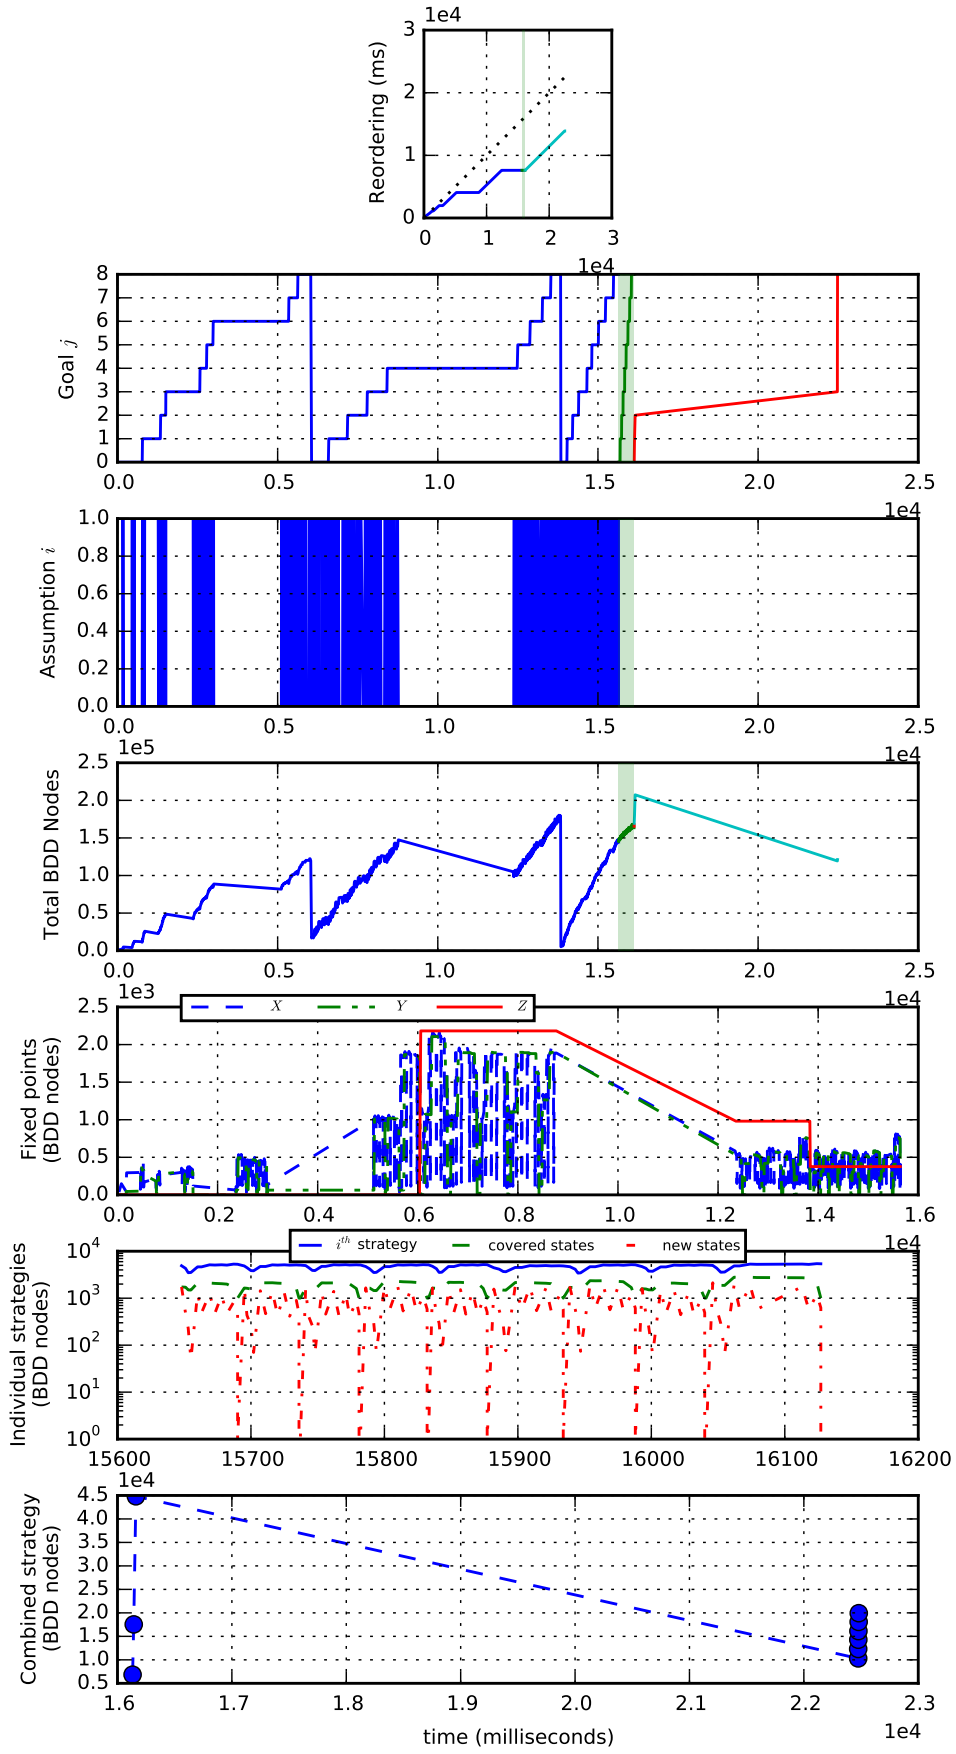 1e4
3
2
1
0
Reordering (ms)
0 1 2 3
1e4
8
7
6
5
4
3
2
1
0
Goal j
0.0 0.5 1.0 1.5 2.0 2.5
1e4
1.0
0.8
0.6
0.4
0.2
0.0
Assumption i
0.0 0.5 1.0 1.5 2.0 2.5
1e4
1e5
2.5
2.0
1.5
1.0
0.5
0.0
Total BDD Nodes
0.0 0.5 1.0 1.5 2.0 2.5
1e4
1e3
X Y Z
2.5
2.0
1.5
1.0
0.5
0.0
Fixed points
(BDD nodes)
0.0 0.2 0.4 0.6 0.8 1.0 1.2 1.4 1.6
1e4
i^th strategy covered states new states
10^4
10^3
10^2
10^1
10^0
Individual strategies
(BDD nodes)
15600 15700 15800 15900 16000 16100 16200
1e4
4.5
4.0
3.5
3.0
2.5
2.0
1.5
1.0
0.5
Combined strategy
(BDD nodes)
1.6 1.7 1.8 1.9 2.0 2.1 2.2 2.3
1e4
time (milliseconds)